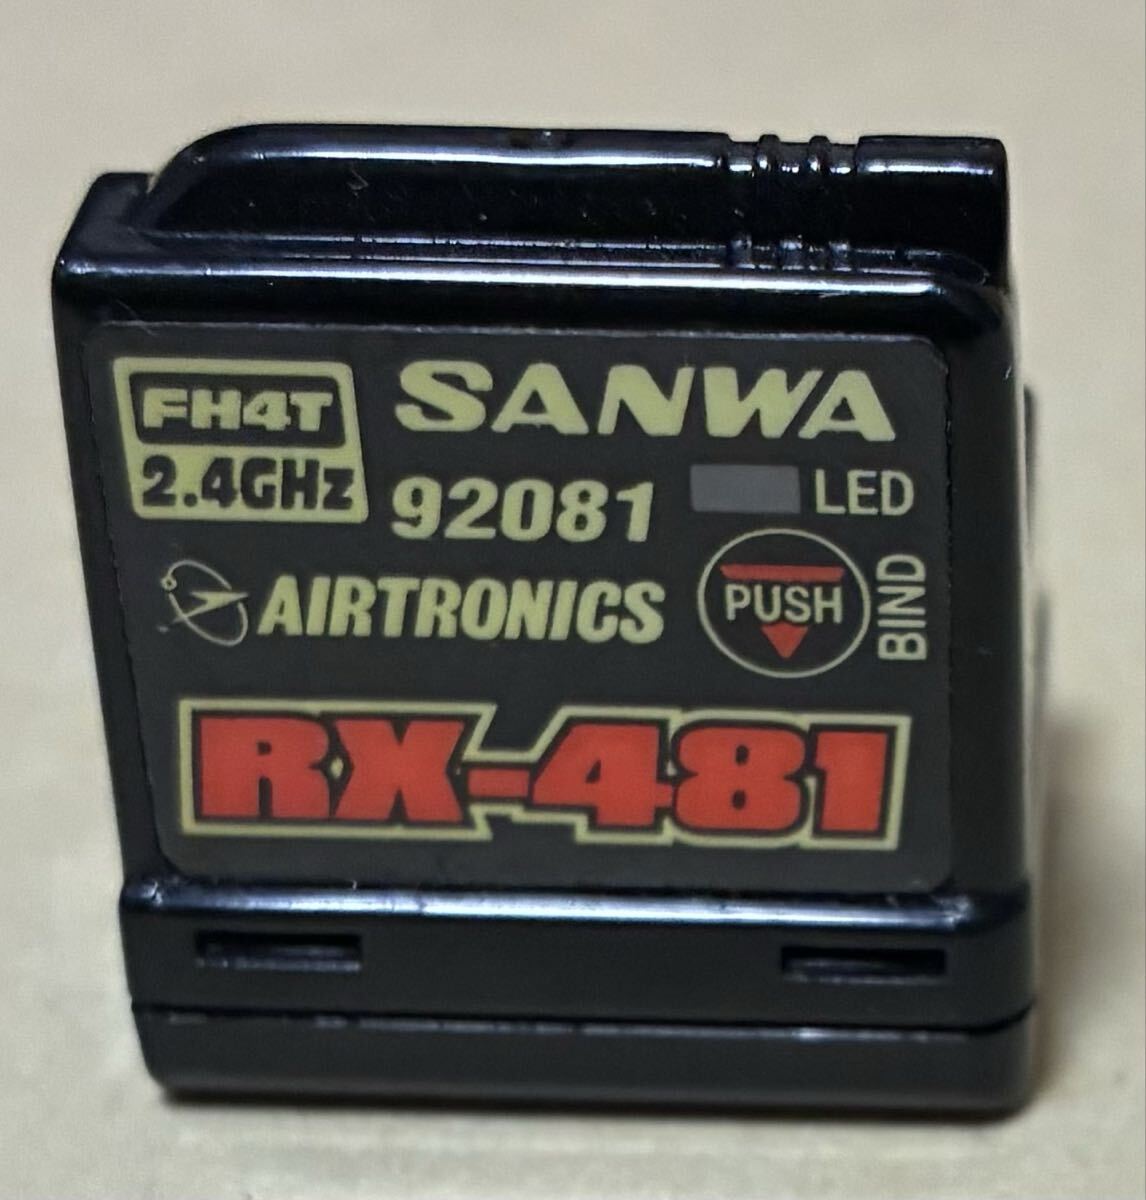 FH4T
2.4GHz
SANWA
92081
LED
AIRTRONICS
PUSH
BIND
RX-481